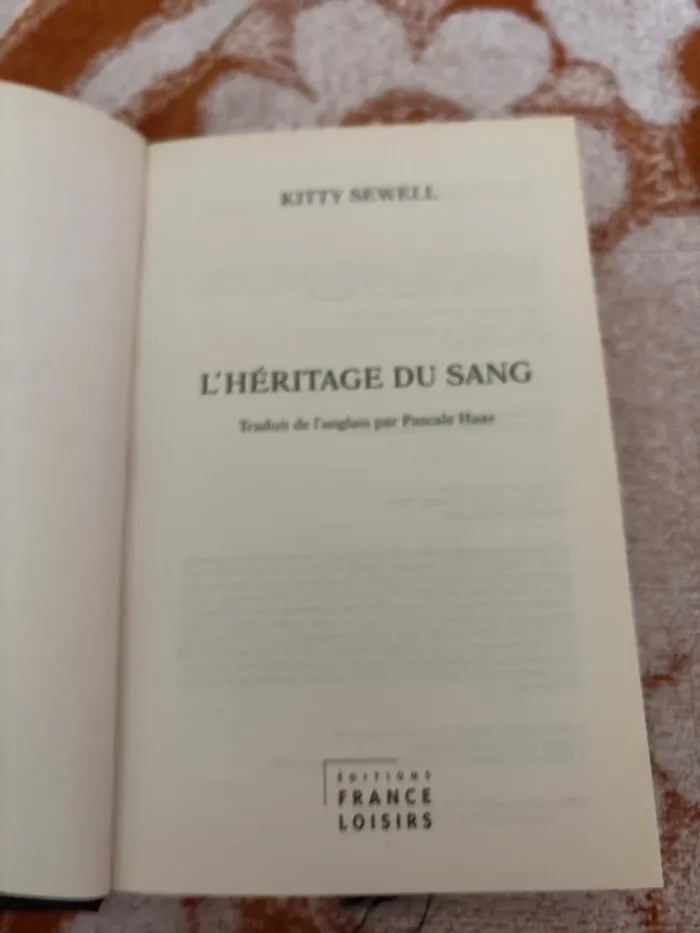 KITTY SEWELL
L'HÉRITAGE DU SANG
Traduit de l'anglais par Pascale Haas
ÉDITIONS
FRANCE
LOISIRS